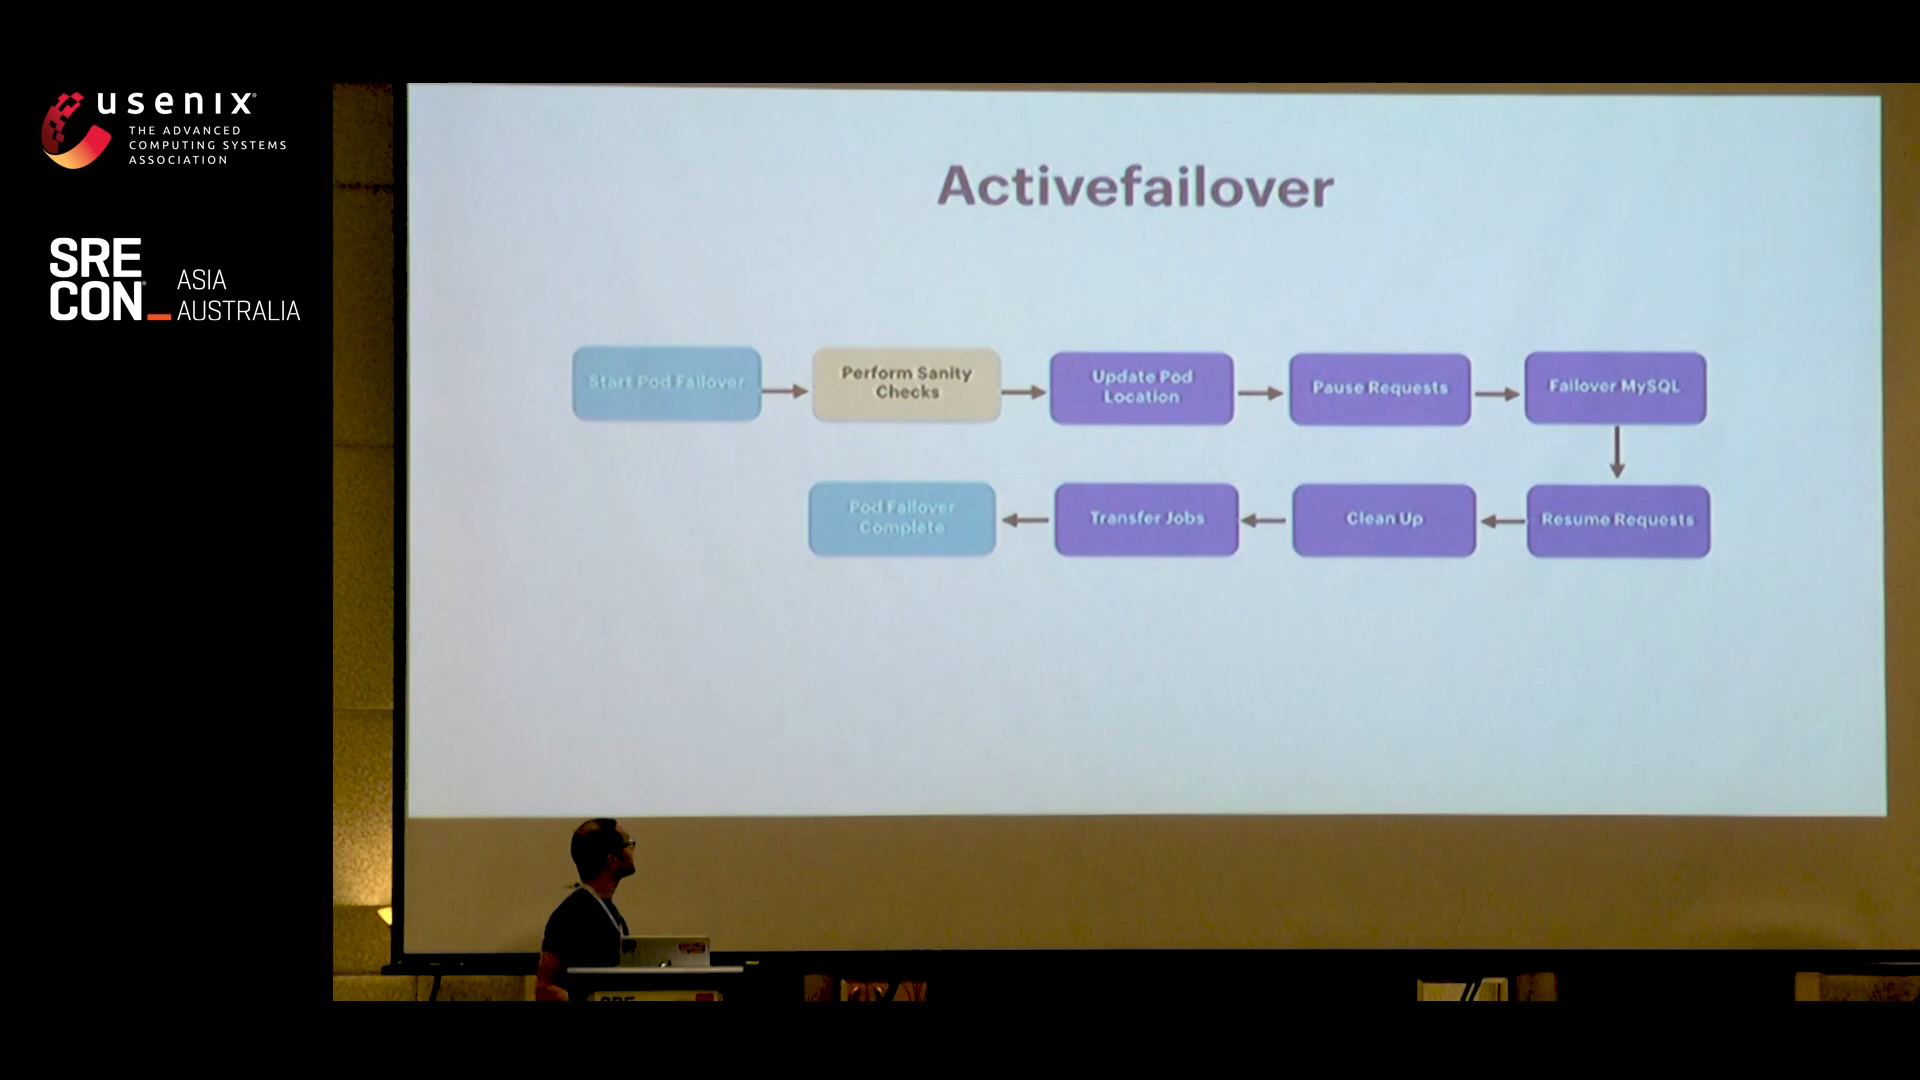 usenix®
THE ADVANCED
COMPUTING SYSTEMS
ASSOCIATION
SRE
CON®_
ASIA
AUSTRALIA
Activefailover
Start Pod Failover
Perform Sanity
Checks
Update Pod
Location
Pause Requests
Failover MySQL
Resume Requests
Clean Up
Transfer Jobs
Pod Failover
Complete
SRE